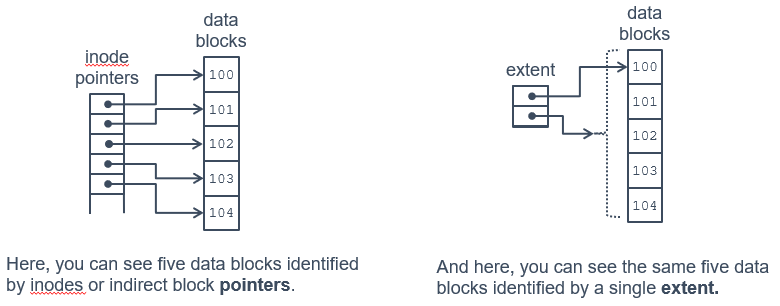 data
blocks
inode
pointers
100
101
102
103
104
Here, you can see five data blocks identified
by inodes or indirect block pointers.
data
blocks
extent
100
101
102
103
104
And here, you can see the same five data
blocks identified by a single extent.